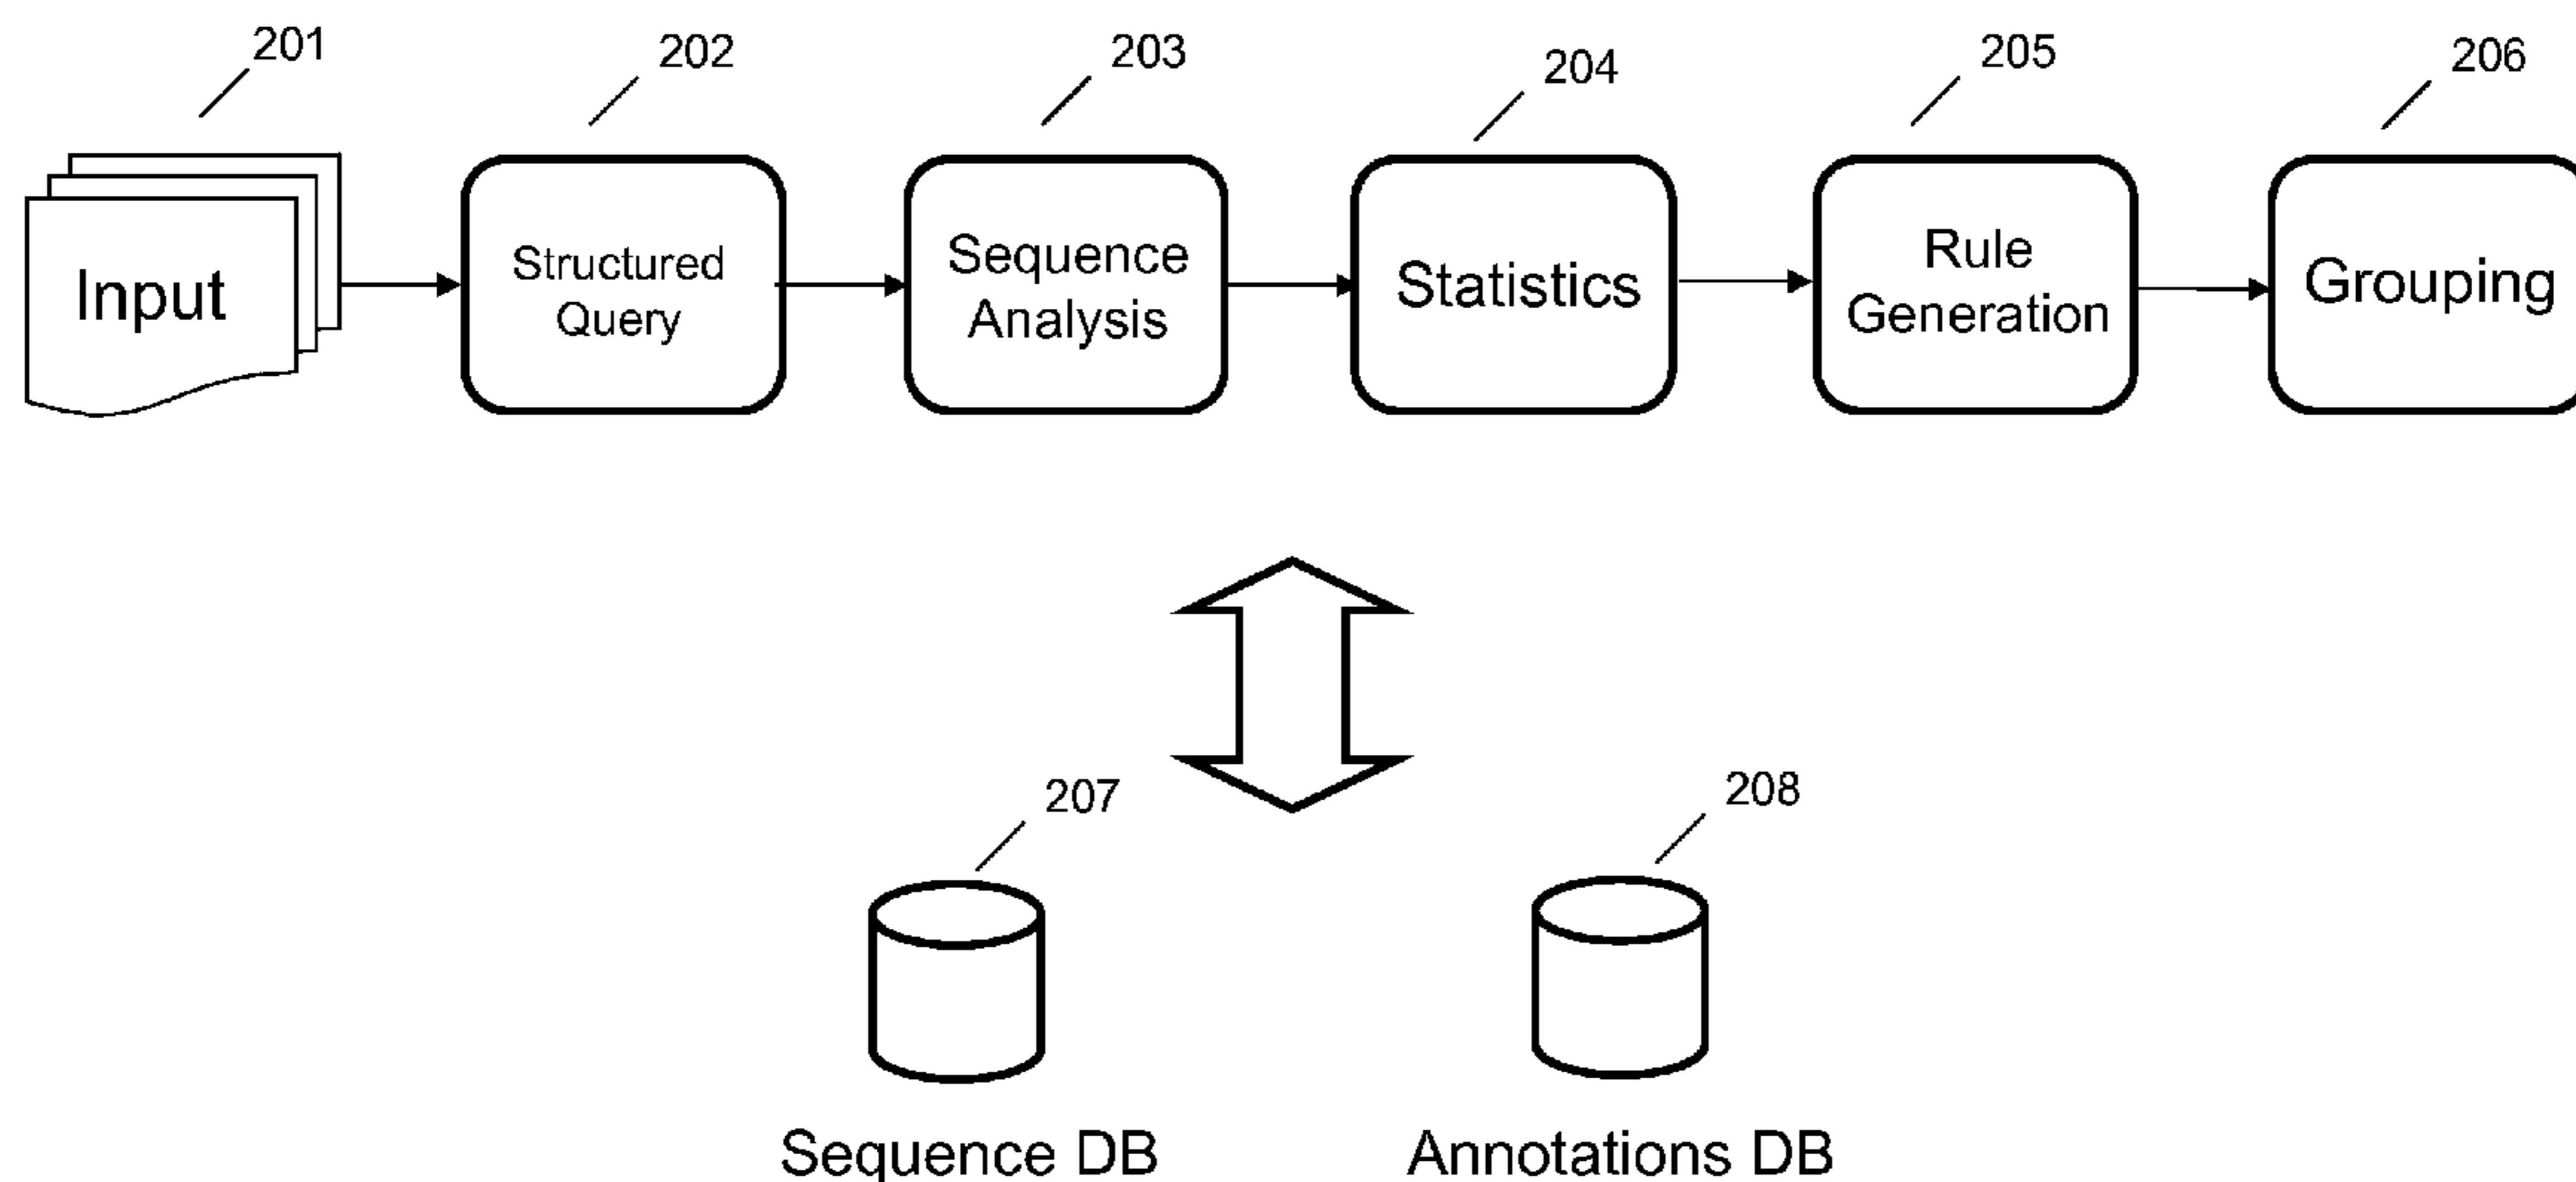 201
202
203
204
205
206
Input
Structured
Query
Sequence
Analysis
Statistics
Rule
Generation
Grouping
207
208
Sequence DB
Annotations DB